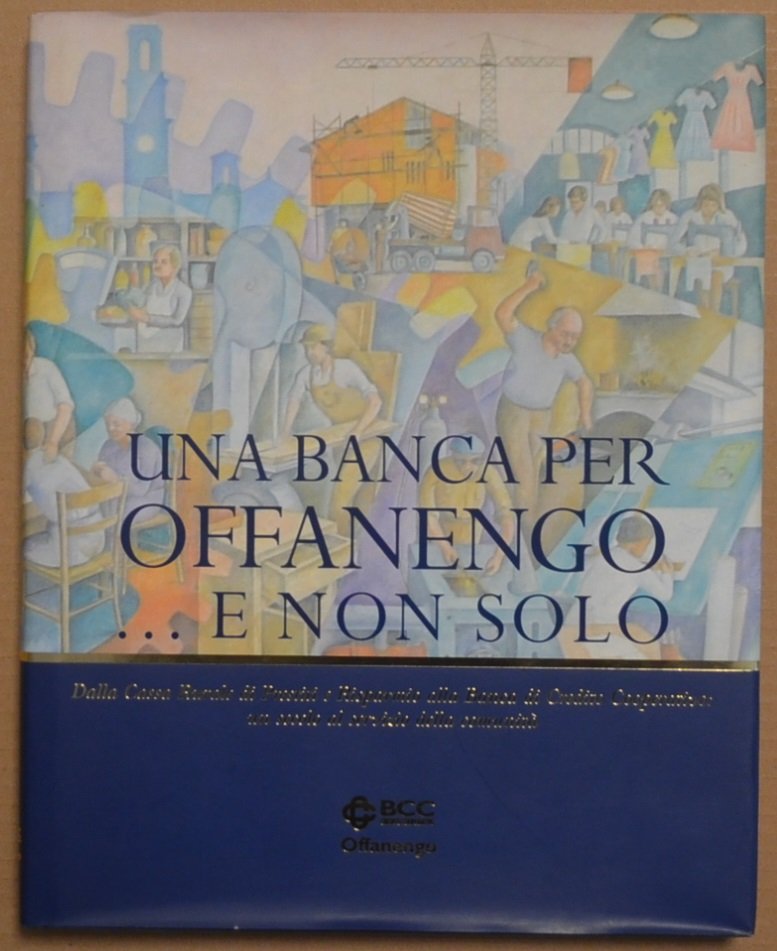 UNA BANCA PER
OFFANENGO
... E NON SOLO
Dalla Cassa Rurale di Prestiti e Risparmio alla Banca di Credito Cooperativo:
un secolo al servizio della comunità
BCC
Offanengo